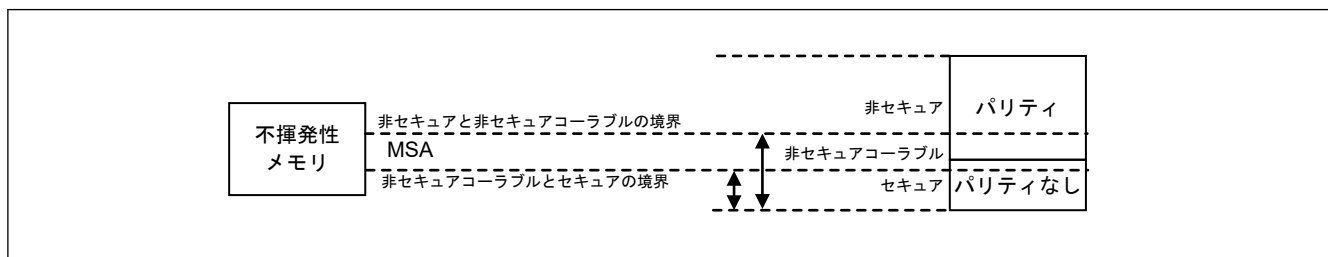 不揮発性
メモリ
非セキュアと非セキュアコーラブルの境界
MSA
非セキュアコーラブルとセキュアの境界
非セキュア
非セキュアコーラブル
セキュア
パリティ
パリティなし